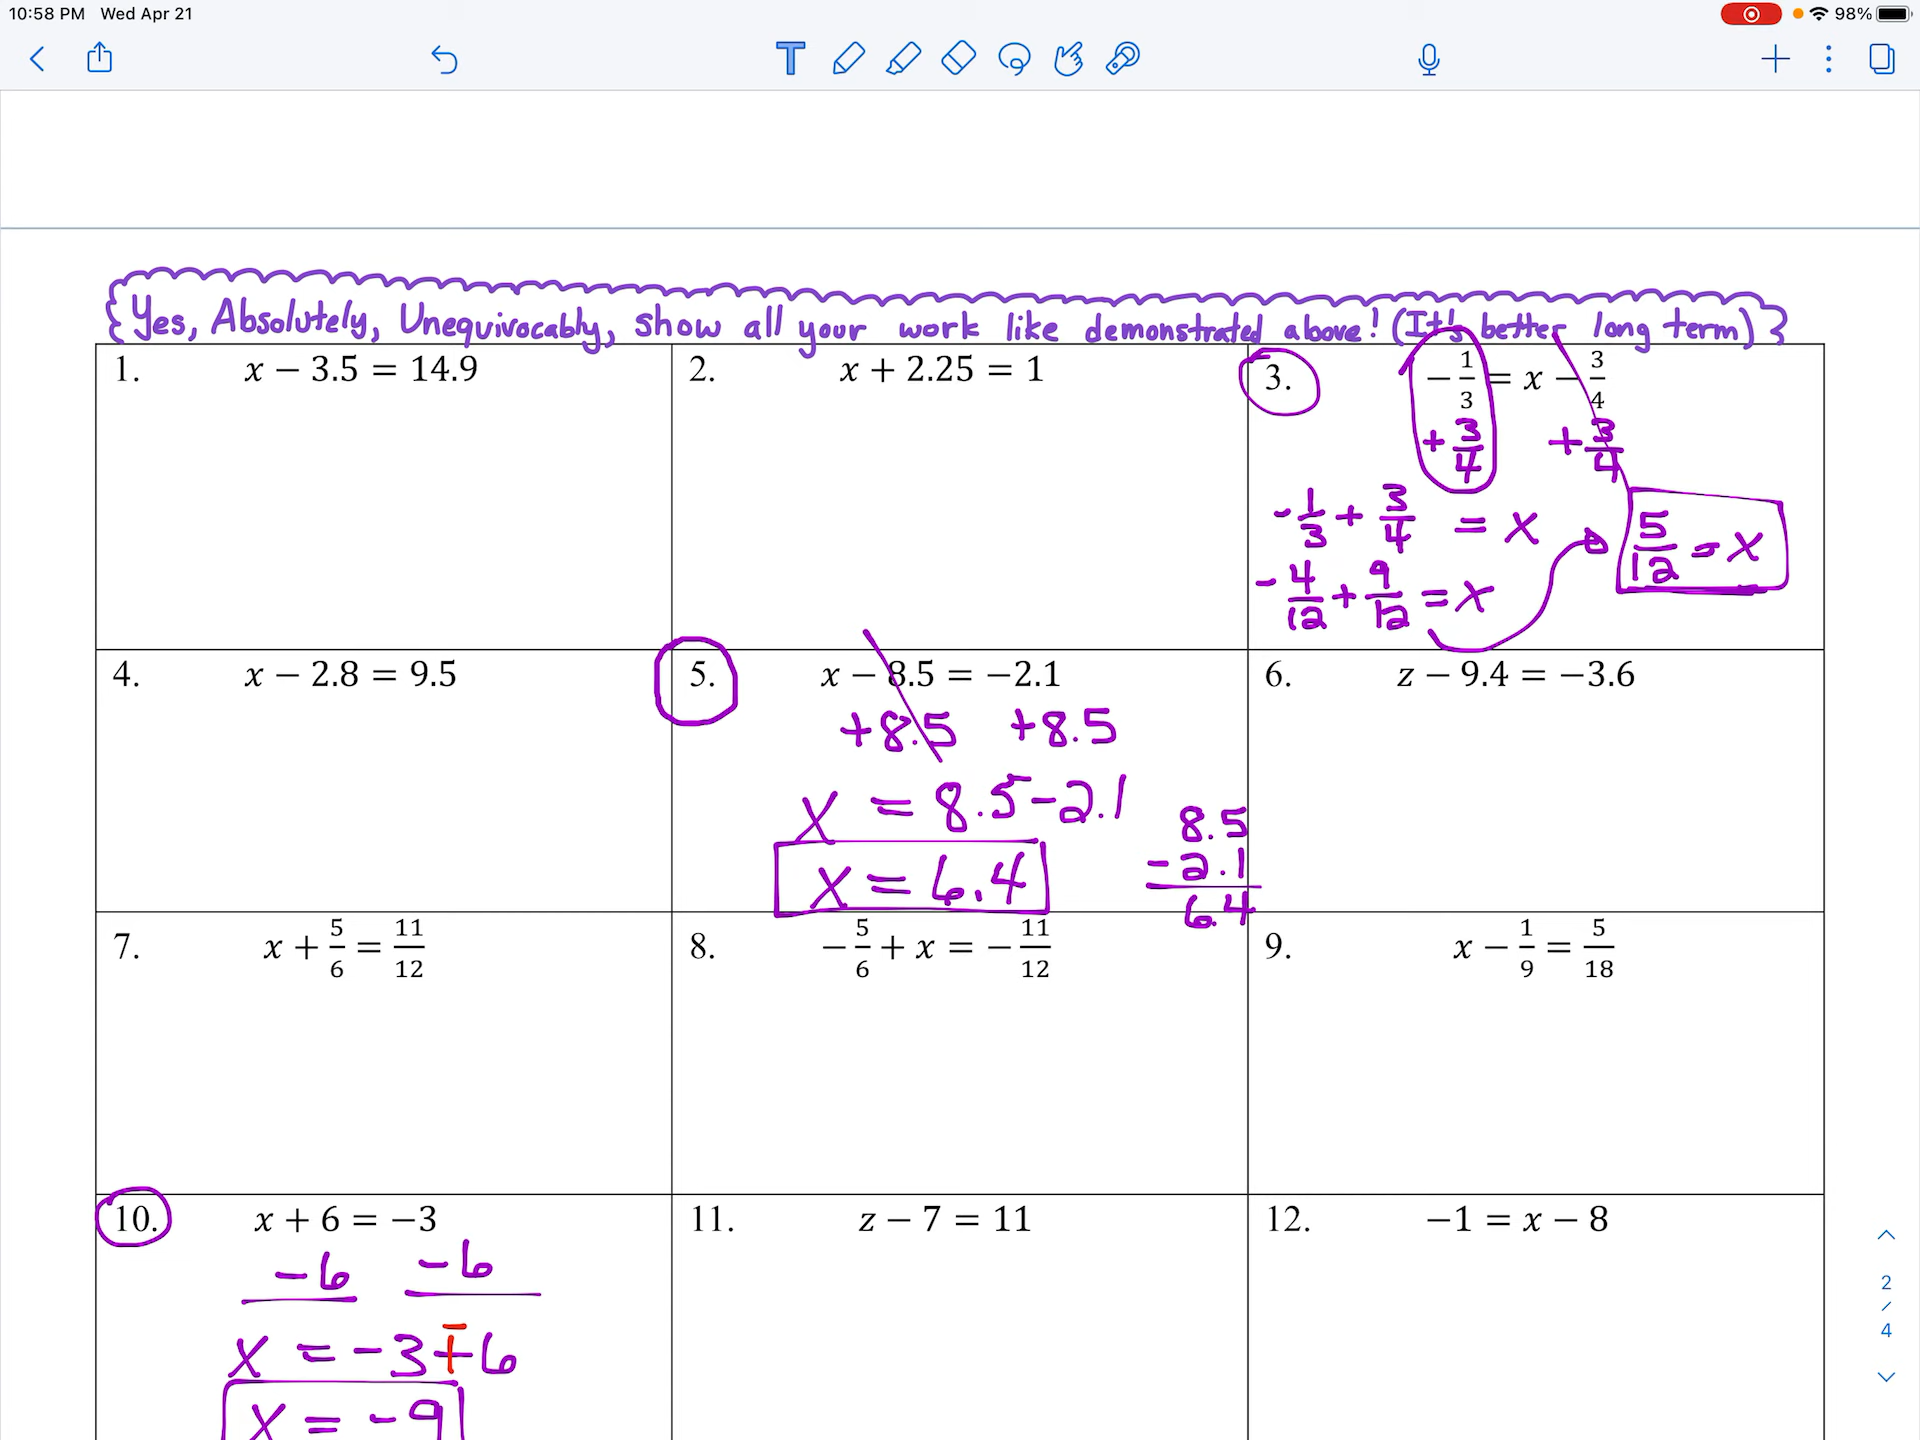 10:58 PM Wed Apr 21
98%
T
{Yes, Absolutely, Unequivocably, show all your work like demonstrated above! (It's better long term)}
1. x − 3.5 = 14.9
2. x + 2.25 = 1
3. −1/3 = x − 3/4
+ 3/4 + 3/4
-1/3 + 3/4 = x
-4/12 + 9/12 = x
5/12 = x
4. x − 2.8 = 9.5
5. x − 8.5 = −2.1
+8.5 +8.5
x = 8.5-2.1
x = 6.4
8.5
-2.1
6.4
6. z − 9.4 = −3.6
7. x + 5/6 = 11/12
8. −5/6 + x = −11/12
9. x − 1/9 = 5/18
10. x + 6 = −3
-6 -6
x = -3 + -6
x = -9
11. z − 7 = 11
12. −1 = x − 8
2
/
4